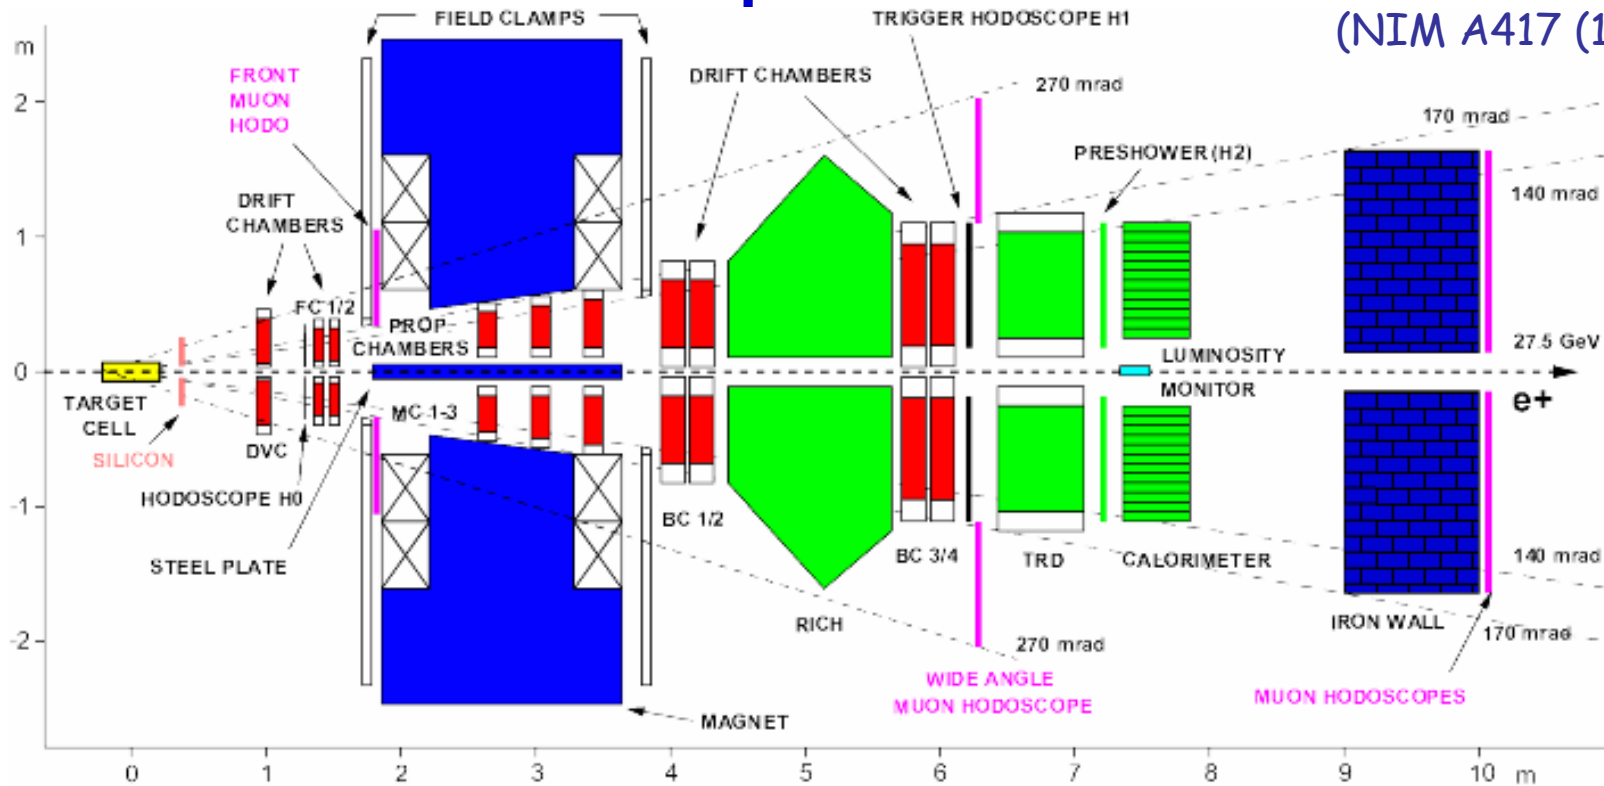 FIELD CLAMPS
TRIGGER HODOSCOPE H1
(NIM A417 (1
m
FRONT
MUON
HODO
DRIFT CHAMBERS
270 mrad
2
170 mrad
PRESHOWER (H2)
DRIFT
CHAMBERS
140 mrad
1
FC 1/2
PROP
CHAMBERS
27.5 GeV
LUMINOSITY
MONITOR
0
e+
TARGET
CELL
SILICON
DVC
MC 1-3
HODOSCOPE H0
-1
BC 1/2
BC 3/4
TRD
CALORIMETER
140 mrad
STEEL PLATE
RICH
IRON WALL
170 mrad
-2
270 mrad
WIDE ANGLE
MUON HODOSCOPE
MUON HODOSCOPES
MAGNET
0 1 2 3 4 5 6 7 8 9 10 m